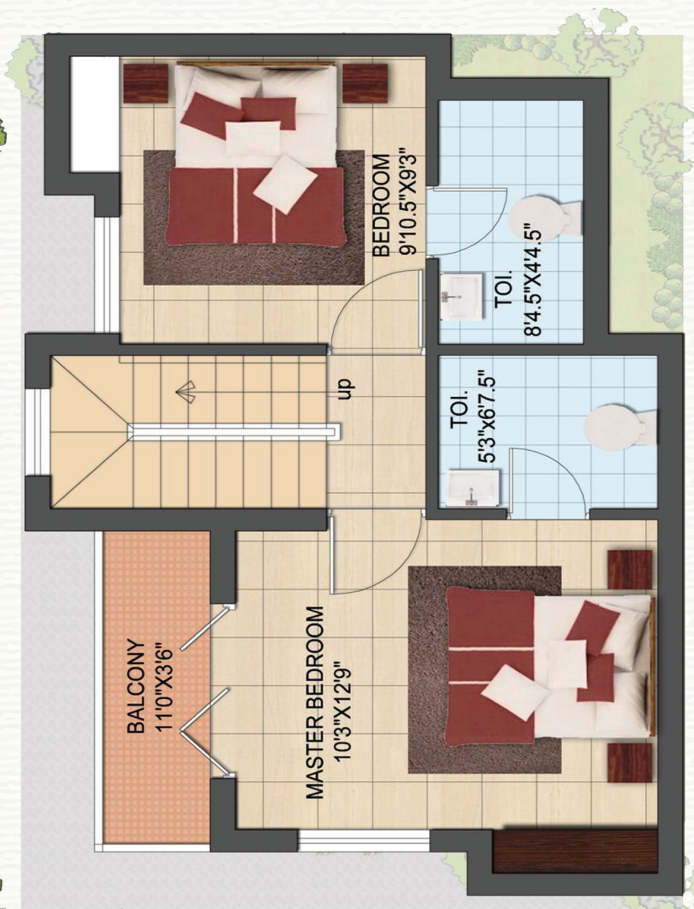 BEDROOM
9'10.5"X9'3"
TOI.
8'4.5"X4'4.5"
up
TOI.
5'3"x6'7.5"
BALCONY
11'0"X3'6"
MASTER BEDROOM
10'3"X12'9"